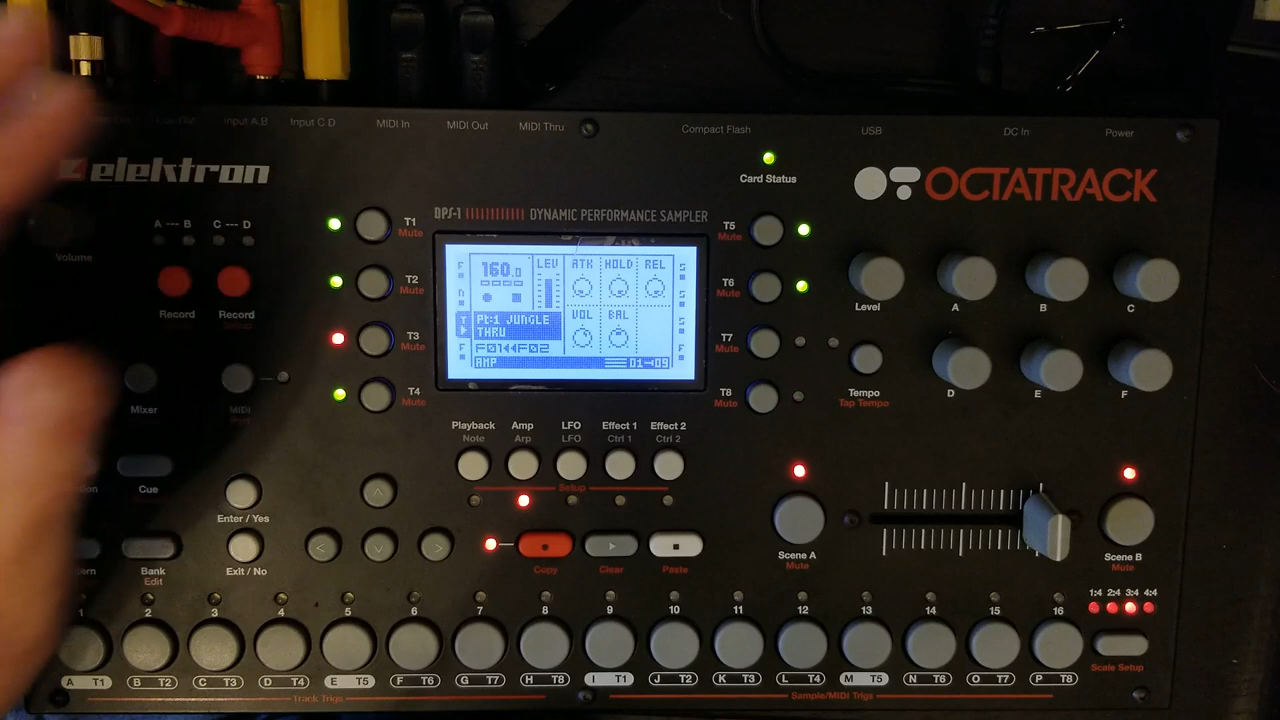 Input A,B
Input C D
MIDI In
MIDI Out
MIDI Thru
Compact Flash
USB
DC In
Power
elektron
Card Status
OCTATRACK
DPS-1 DYNAMIC PERFORMANCE SAMPLER
A --- B
C --- D
Volume
Record
Record
T1
Mute
T2
Mute
T3
Mute
T4
Mute
T5
Mute
T6
Mute
T7
Mute
T8
Mute
160.0
LEV
ATK
HOLD
REL
VOL
BAL
Pt:1 JUNGLE
THRU
AMP
Level
A
B
C
Tempo
Tap Tempo
D
E
F
Mixer
MIDI
Cue
Playback
Note
Amp
Arp
LFO
LFO
Effect 1
Ctrl 1
Effect 2
Ctrl 2
Setup
Enter / Yes
Exit / No
Bank
Edit
Copy
Clear
Paste
Scene A
Mute
Scene B
Mute
1:4 2:4 3:4 4:4
Scale Setup
1 2 3 4 5 6 7 8 9 10 11 12 13 14 15 16
A T1 B T2 C T3 D T4 E T5 F T6 G T7 H T8 I T1 J T2 K T3 L T4 M T5 N T6 O T7 P T8
Track Trigs
Sample/MIDI Trigs